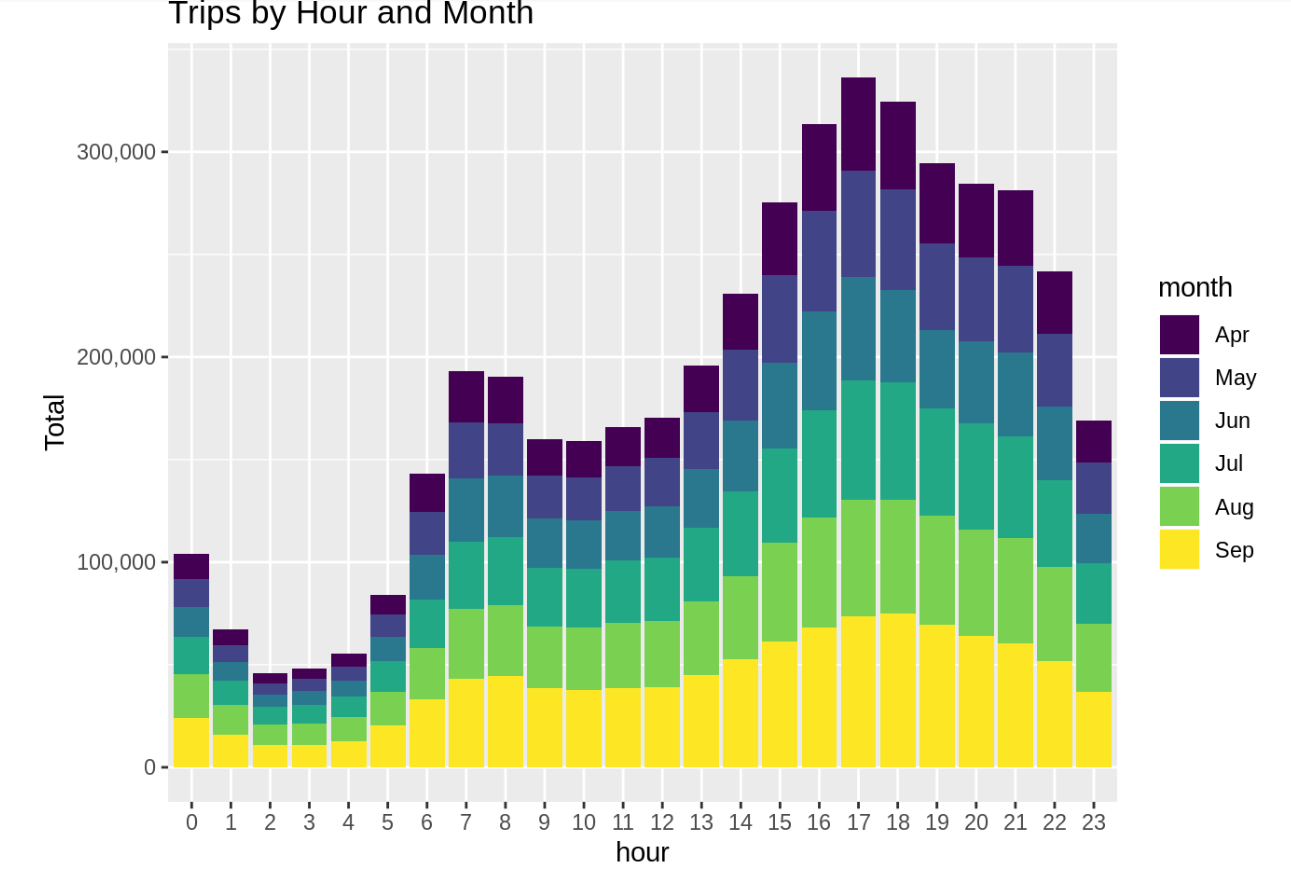 Trips by Hour and Month
300,000
200,000
100,000
0
Total
0 1 2 3 4 5 6 7 8 9 10 11 12 13 14 15 16 17 18 19 20 21 22 23
hour
month
Apr
May
Jun
Jul
Aug
Sep